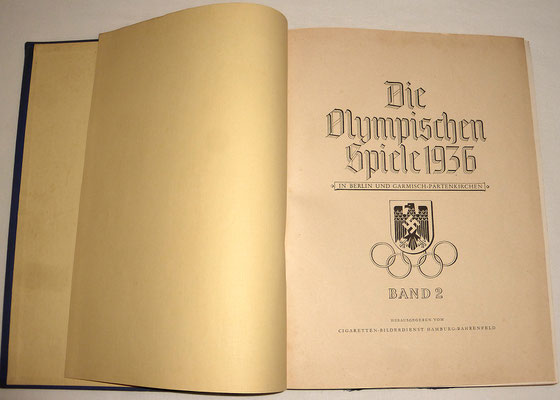 Die
Olympischen
Spiele 1936
IN BERLIN UND GARMISCH-PARTENKIRCHEN
BAND 2
HERAUSGEGEBEN VOM
CIGARETTEN-BILDERDIENST HAMBURG-BAHRENFELD